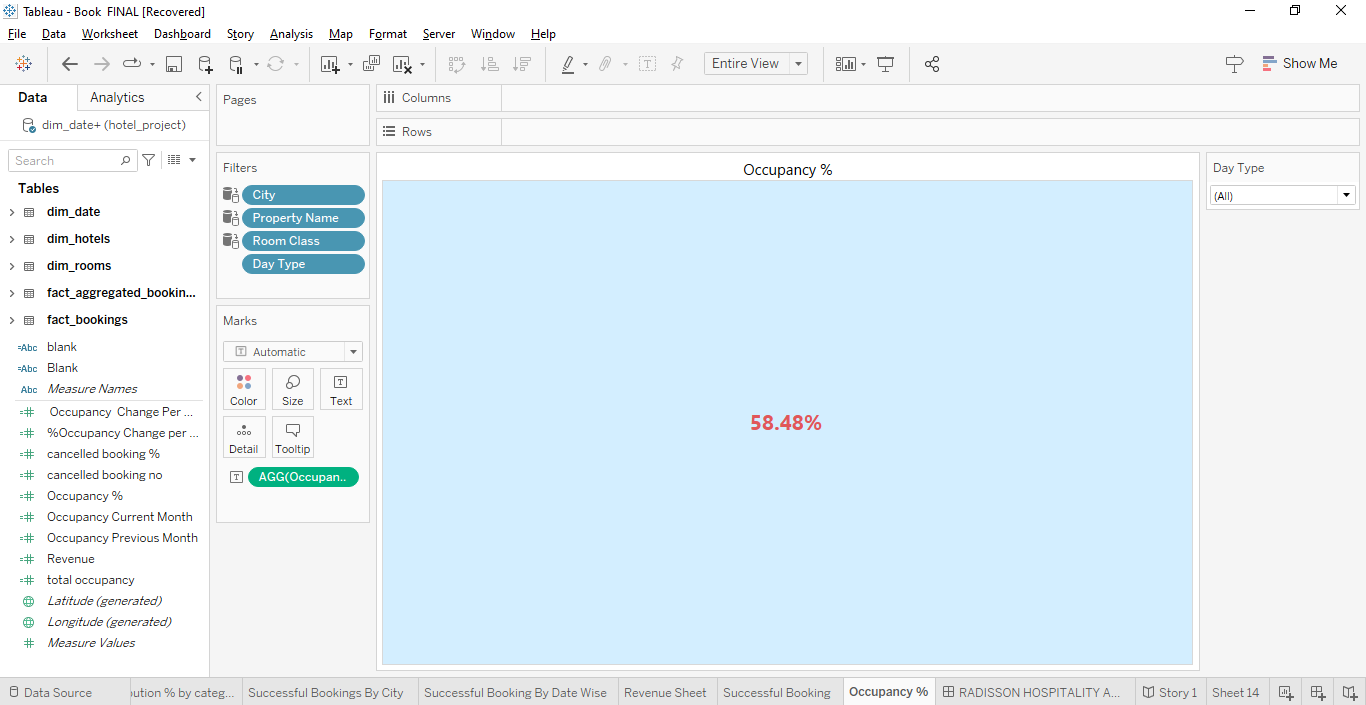 Tableau - Book  FINAL [Recovered]
File Data Worksheet Dashboard Story Analysis Map Format Server Window Help
Entire View
Show Me
Data Analytics
dim_date+ (hotel_project)
Search
Tables
dim_date
dim_hotels
dim_rooms
fact_aggregated_bookin...
fact_bookings
=Abc blank
=Abc Blank
Abc Measure Names
Occupancy  Change Per ...
%Occupancy Change per ...
cancelled booking %
cancelled booking no
Occupancy %
Occupancy Current Month
Occupancy Previous Month
Revenue
total occupancy
Latitude (generated)
Longitude (generated)
Measure Values
Pages
Filters
City
Property Name
Room Class
Day Type
Marks
Automatic
Color Size Text
Detail Tooltip
AGG(Occupan..
Columns
Rows
Occupancy %
58.48%
Day Type
(All)
Data Source ution % by categ... Successful Bookings By City Successful Booking By Date Wise Revenue Sheet Successful Booking Occupancy % RADISSON HOSPITALITY A... Story 1 Sheet 14